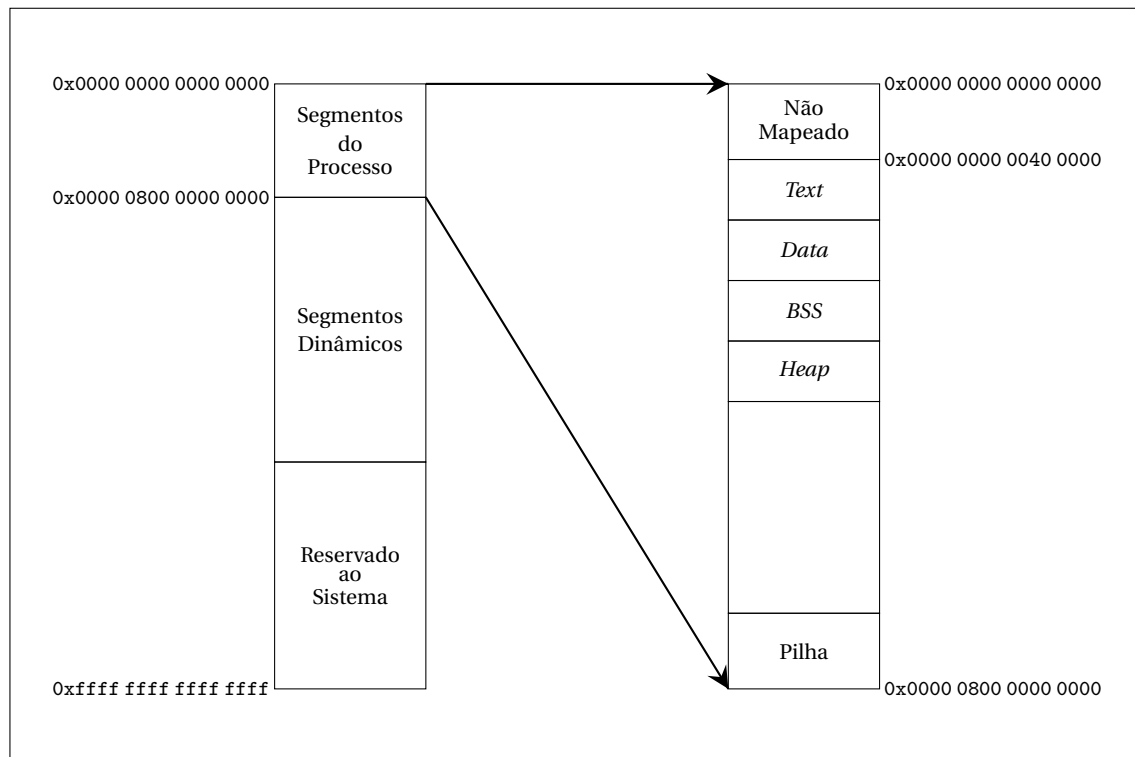 0x0000 0000 0000 0000
Segmentos
do
Processo
0x0000 0800 0000 0000
Segmentos
Dinâmicos
Reservado
ao
Sistema
0xffff ffff ffff ffff
0x0000 0000 0000 0000
Não
Mapeado
0x0000 0000 0040 0000
Text
Data
BSS
Heap
Pilha
0x0000 0800 0000 0000